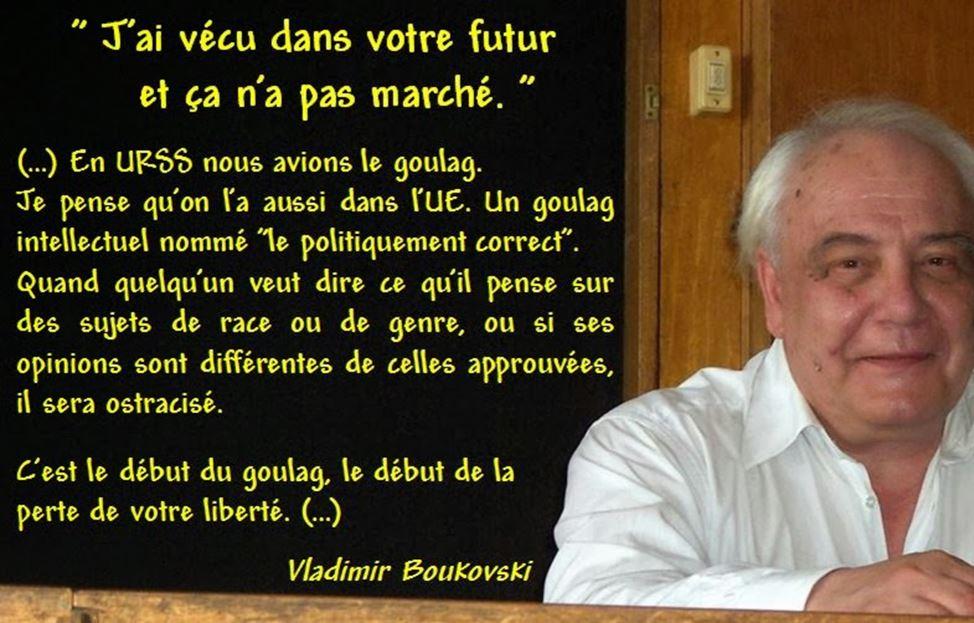 " J'ai vécu dans votre futur
et ça n'a pas marché. "
(...) En URSS nous avions le goulag.
Je pense qu'on l'a aussi dans l'UE. Un goulag
intellectuel nommé "le politiquement correct".
Quand quelqu'un veut dire ce qu'il pense sur
des sujets de race ou de genre, ou si ses
opinions sont différentes de celles approuvées,
il sera ostracisé.
C'est le début du goulag, le début de la
perte de votre liberté. (...)
Vladimir Boukovski